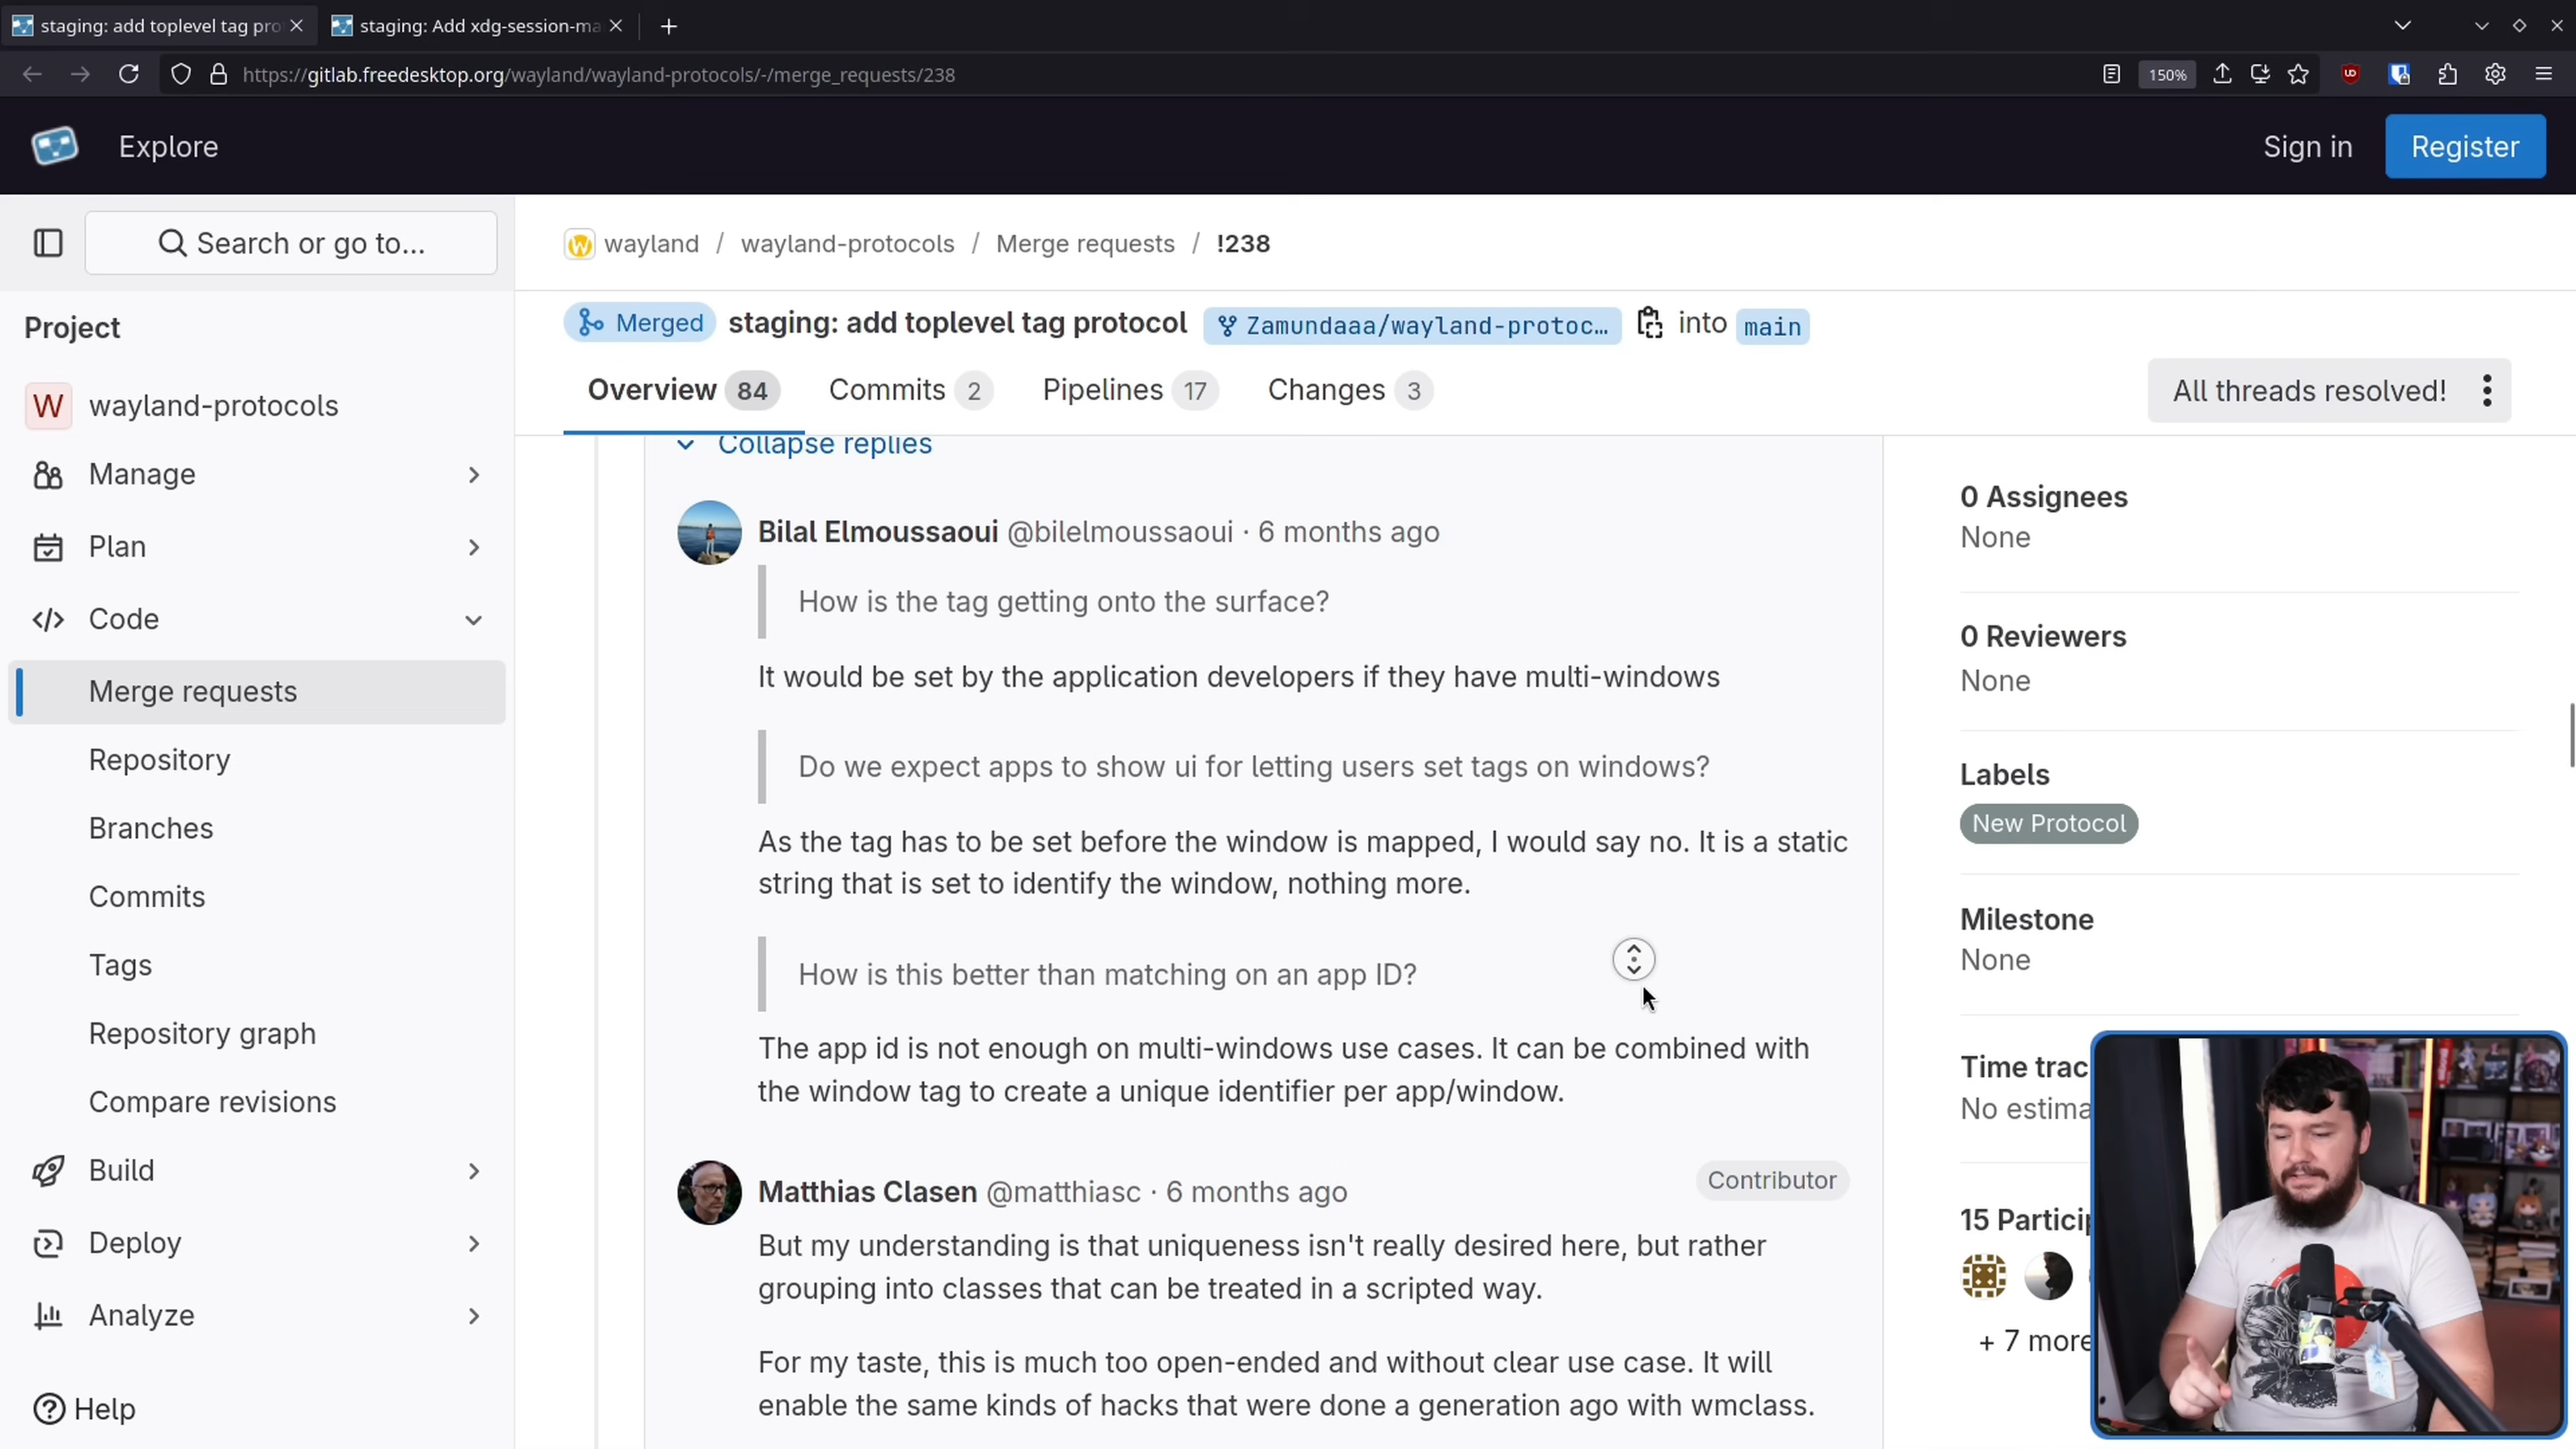 staging: add toplevel tag pro
staging: Add xdg-session-ma
https://gitlab.freedesktop.org/wayland/wayland-protocols/-/merge_requests/238
150%
Explore
Sign in
Register
Search or go to...
wayland / wayland-protocols / Merge requests / !238
Project
Merged staging: add toplevel tag protocol Zamundaaa/wayland-protoc... into main
W wayland-protocols
Overview 84 Commits 2 Pipelines 17 Changes 3
All threads resolved!
Manage
Plan
Code
Merge requests
Repository
Branches
Commits
Tags
Repository graph
Compare revisions
Build
Deploy
Analyze
Help
Collapse replies
Bilal Elmoussaoui @bilelmoussaoui · 6 months ago
How is the tag getting onto the surface?
It would be set by the application developers if they have multi-windows
Do we expect apps to show ui for letting users set tags on windows?
As the tag has to be set before the window is mapped, I would say no. It is a static
string that is set to identify the window, nothing more.
How is this better than matching on an app ID?
The app id is not enough on multi-windows use cases. It can be combined with
the window tag to create a unique identifier per app/window.
Matthias Clasen @matthiasc · 6 months ago
Contributor
But my understanding is that uniqueness isn't really desired here, but rather
grouping into classes that can be treated in a scripted way.
For my taste, this is much too open-ended and without clear use case. It will
enable the same kinds of hacks that were done a generation ago with wmclass.
0 Assignees
None
0 Reviewers
None
Labels
New Protocol
Milestone
None
Time trac
No estima
15 Particip
+ 7 more